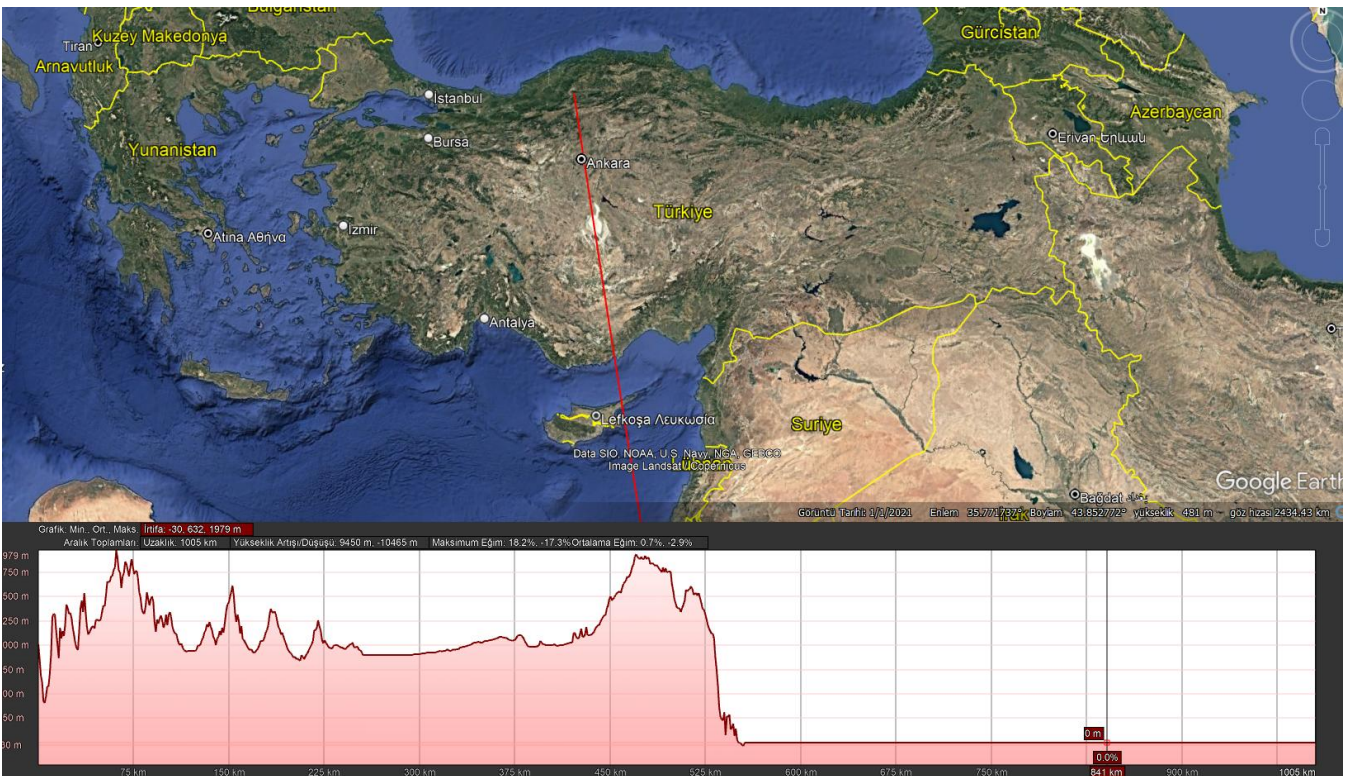 Bulgaristan
Kuzey Makedonya
Tiran
Arnavutluk
Gürcistan
İstanbul
Azerbaycan
Erivan Երևան
Bursa
Yunanistan
Ankara
Türkiye
Atina Αθήνα
İzmir
Antalya
Lefkoşa Λευκωσία
Suriye
Data SIO, NOAA, U.S. Navy, NGA, GEBCO
Lübnan
Image Landsat / Copernicus
Google Earth
Bağdat
Irak
N
Görüntü Tarihi: 1/1/2021 Enlem 35.771737° Boylam 43.852772° yükseklik 481 m göz hizası 2434.43 km
Grafik: Min., Ort., Maks. İrtifa: -30, 632, 1979 m
Aralık Toplamları: Uzaklık: 1005 km Yükseklik Artışı/Düşüşü: 9450 m, -10465 m Maksimum Eğim: 18.2%, -17.3% Ortalama Eğim: 0.7%, -2.9%
979 m
750 m
500 m
250 m
000 m
50 m
00 m
50 m
30 m
0 m
0.0%
75 km 150 km 225 km 300 km 375 km 450 km 525 km 600 km 675 km 750 km 841 km 900 km 1005 km